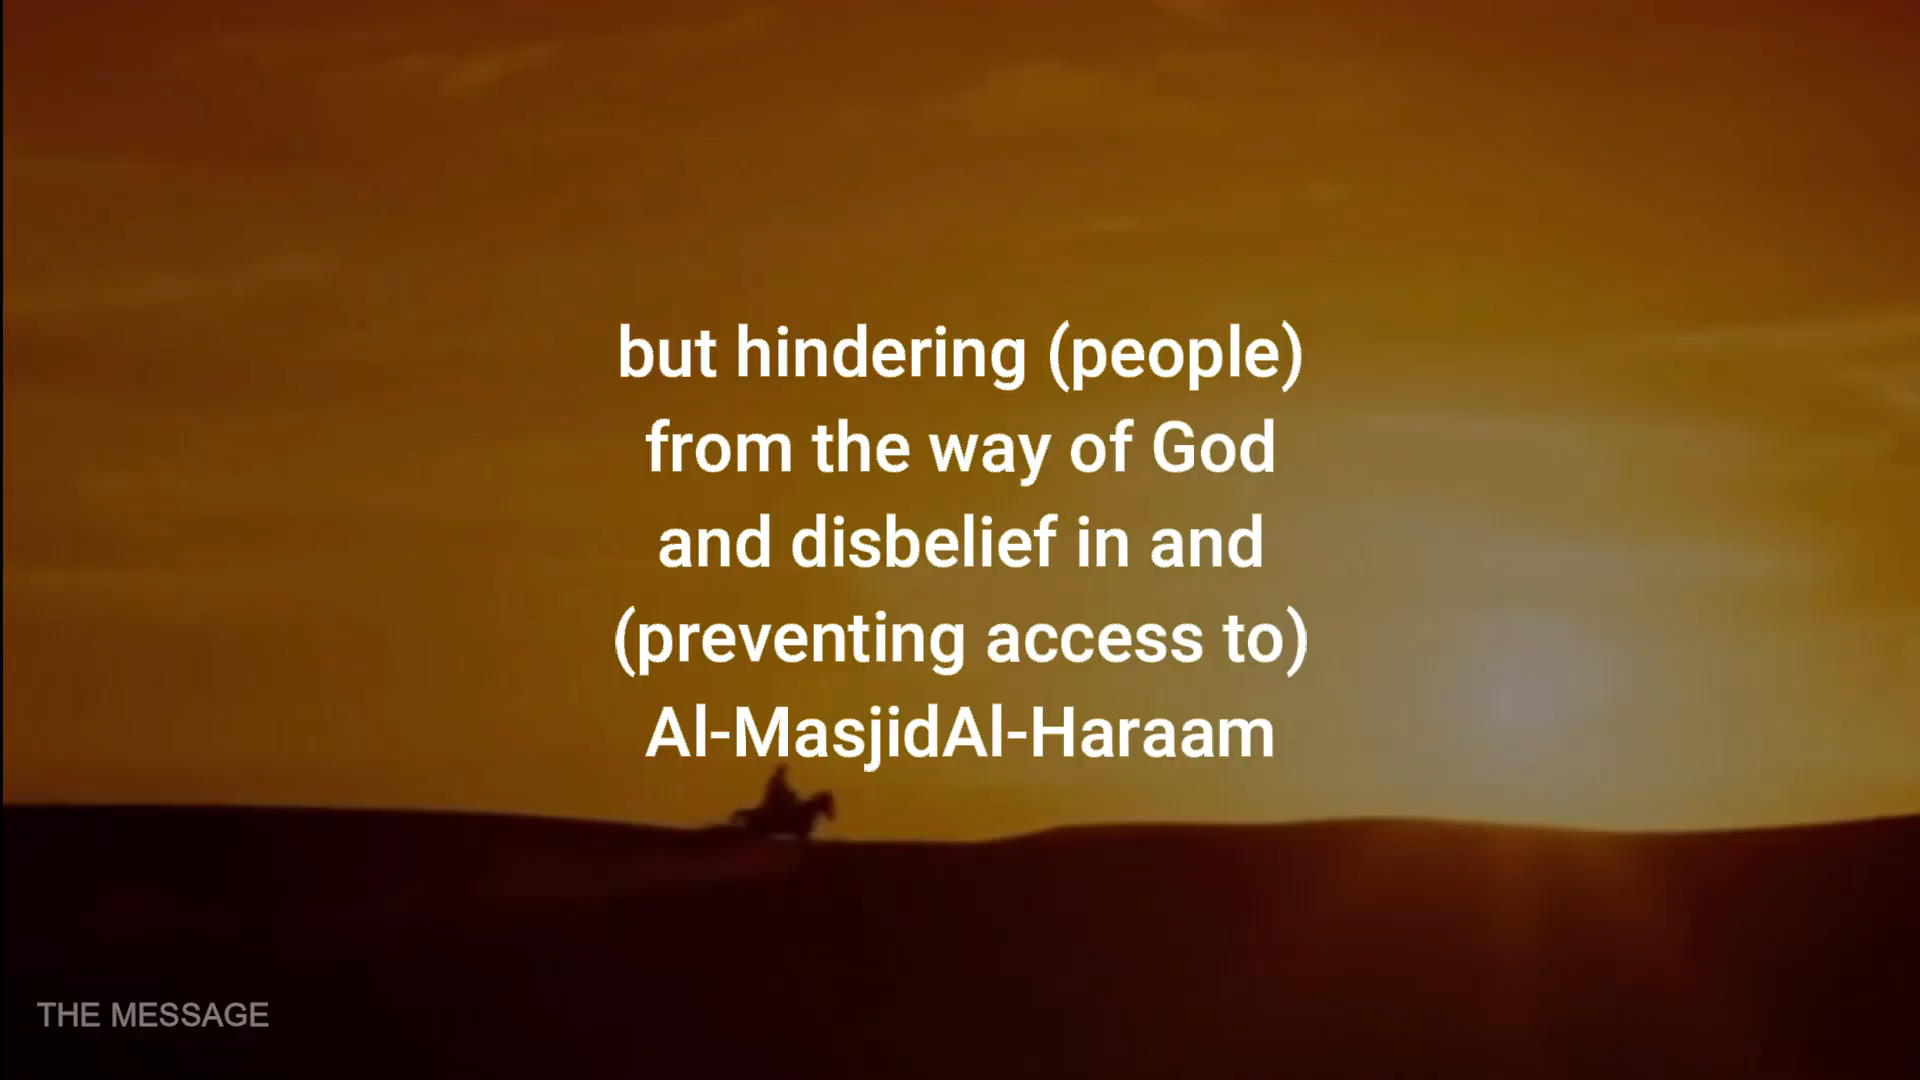 but hindering (people)
from the way of God
and disbelief in and
(preventing access to)
Al-MasjidAl-Haraam
THE MESSAGE